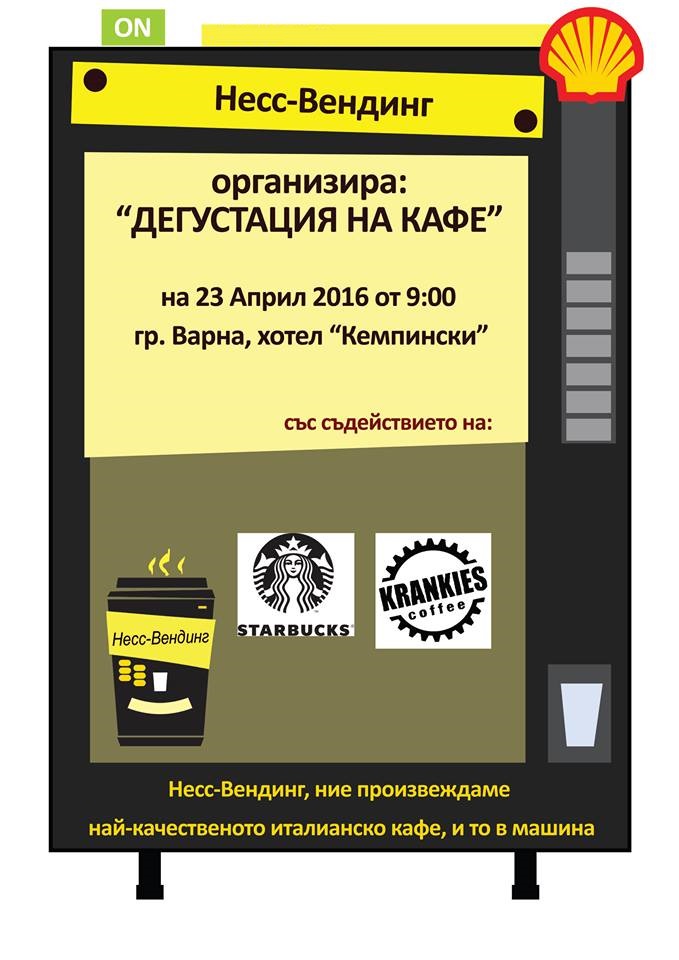 ON
Несс-Вендинг
организира:
“ДЕГУСТАЦИЯ НА КАФЕ”
на 23 Април 2016 от 9:00
гр. Варна, хотел “Кемпински”
със съдействието на:
Несс-Вендинг
STARBUCKS
KRANKIES
coffee
Несс-Вендинг, ние произвеждаме
най-качественото италианско кафе, и то в машина